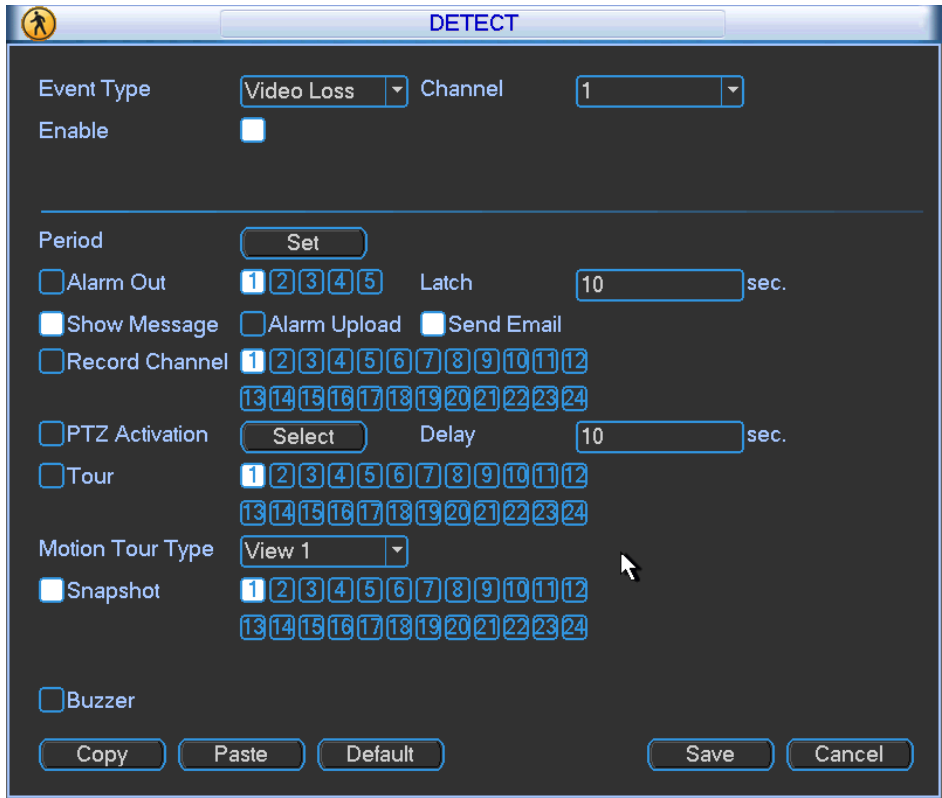 DETECT
Event Type Video Loss Channel 1
Enable
Period Set
Alarm Out 1 2 3 4 5 Latch 10 sec.
Show Message Alarm Upload Send Email
Record Channel 1 2 3 4 5 6 7 8 9 10 11 12
13 14 15 16 17 18 19 20 21 22 23 24
PTZ Activation Select Delay 10 sec.
Tour 1 2 3 4 5 6 7 8 9 10 11 12
13 14 15 16 17 18 19 20 21 22 23 24
Motion Tour Type View 1
Snapshot 1 2 3 4 5 6 7 8 9 10 11 12
13 14 15 16 17 18 19 20 21 22 23 24
Buzzer
Copy Paste Default Save Cancel